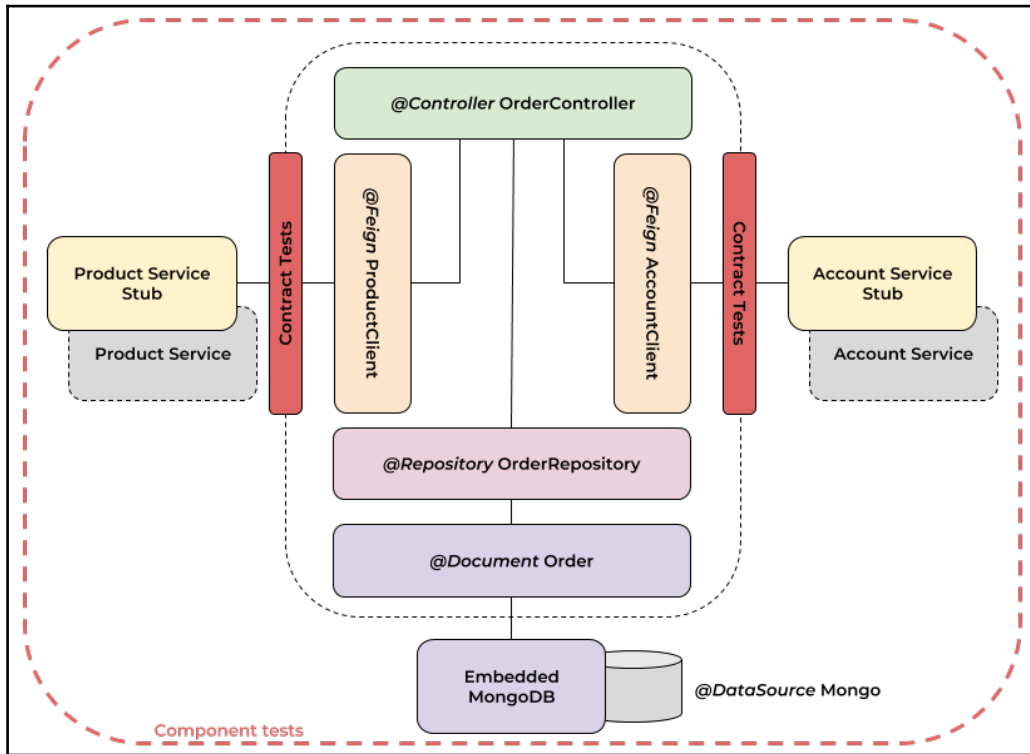 @Controller OrderController
Contract Tests
@Feign ProductClient
@Feign AccountClient
Contract Tests
Product Service
Stub
Product Service
Account Service
Stub
Account Service
@Repository OrderRepository
@Document Order
Embedded
MongoDB
@DataSource Mongo
Component tests